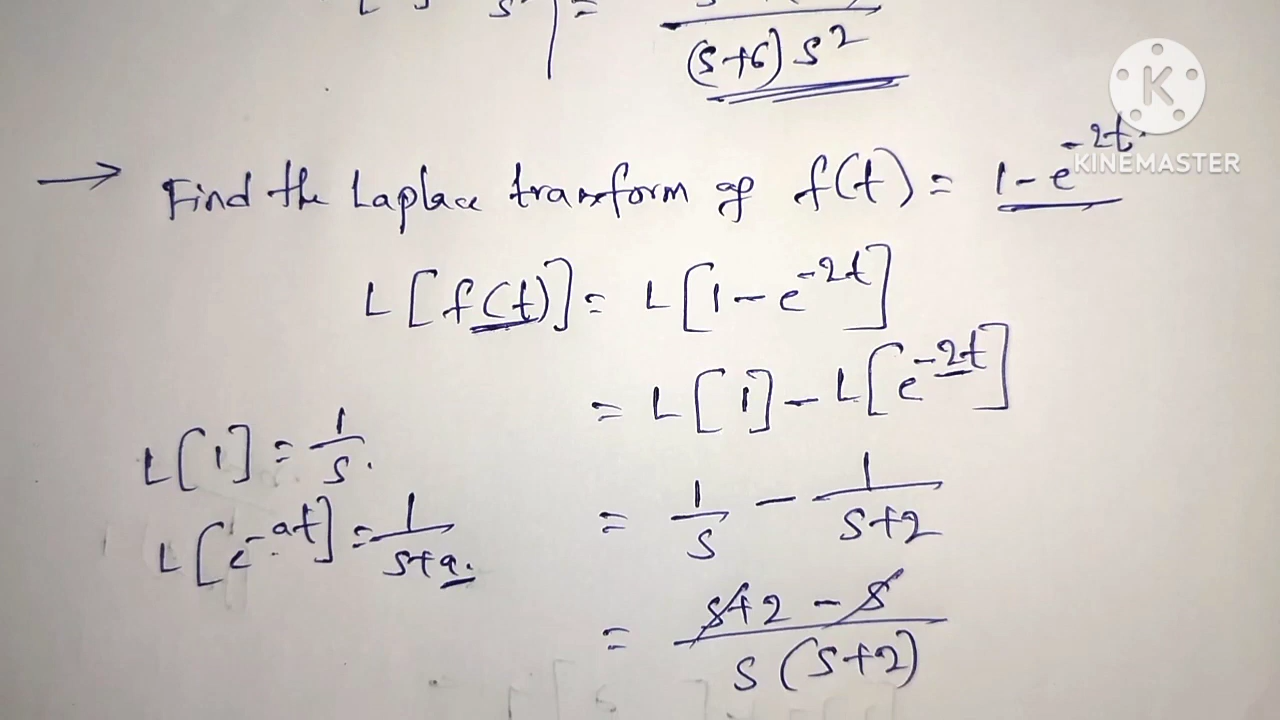 (s+6) s²
K
KINEMASTER
→ Find the Laplace transform of f(t) = 1 - e^-2t.
L[f(t)] = L[1 - e^-2t]
= L[1] - L[e^-2t]
L[1] = 1/s.
L[e^-at] = 1/s+a.
= 1/s - 1/s+2
= s+2 - s / s(s+2)